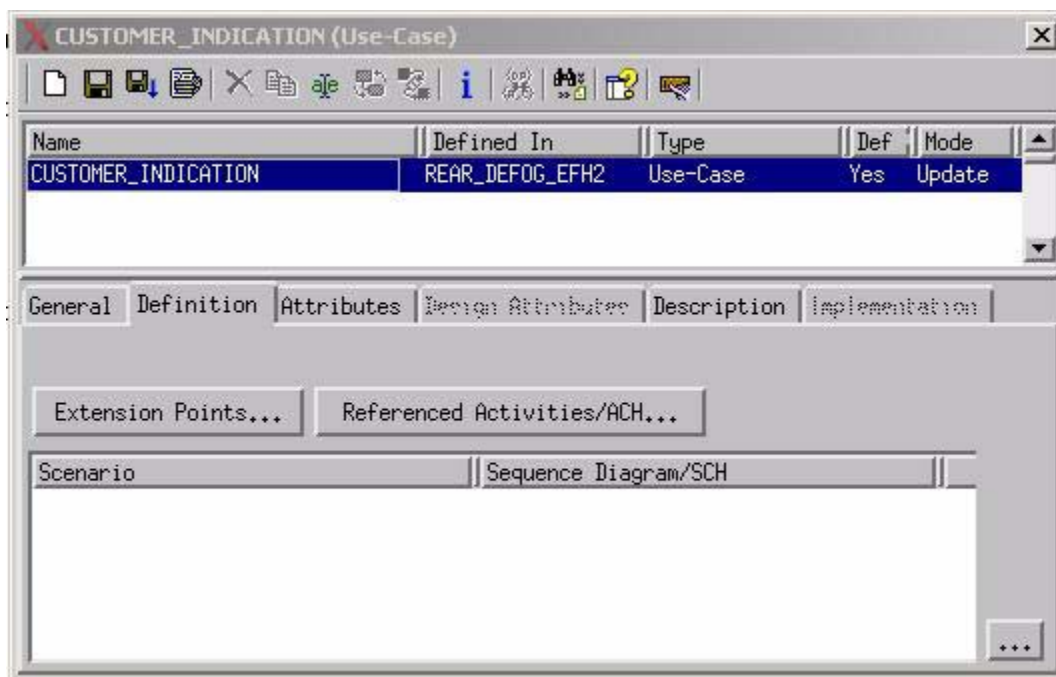 CUSTOMER_INDICATION (Use-Case)
Name Defined In Type Def Mode
CUSTOMER_INDICATION REAR_DEFOG_EFH2 Use-Case Yes Update
General Definition Attributes Design Attributes Description Implementation
Extension Points... Referenced Activities/ACH...
Scenario Sequence Diagram/SCH
...